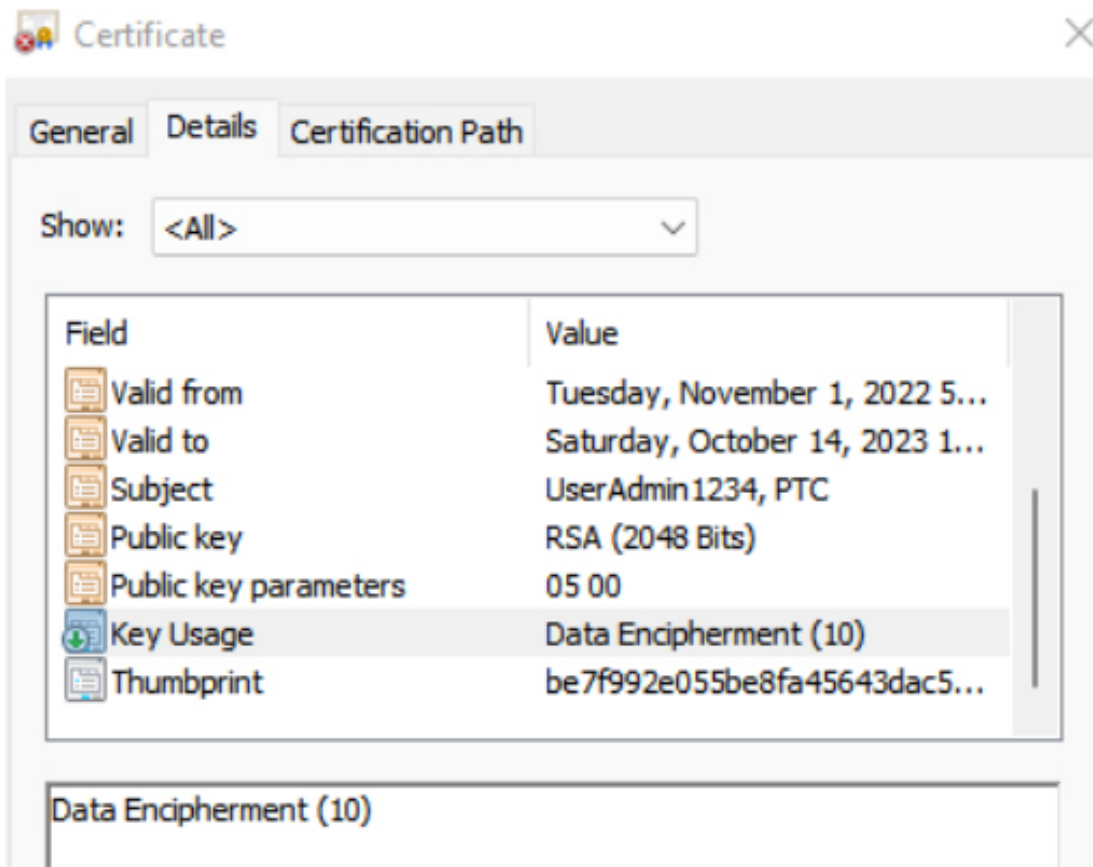 Certificate
General Details Certification Path
Show: <All>
Field Value
Valid from Tuesday, November 1, 2022 5...
Valid to Saturday, October 14, 2023 1...
Subject UserAdmin1234, PTC
Public key RSA (2048 Bits)
Public key parameters 05 00
Key Usage Data Encipherment (10)
Thumbprint be7f992e055be8fa45643dac5...
Data Encipherment (10)